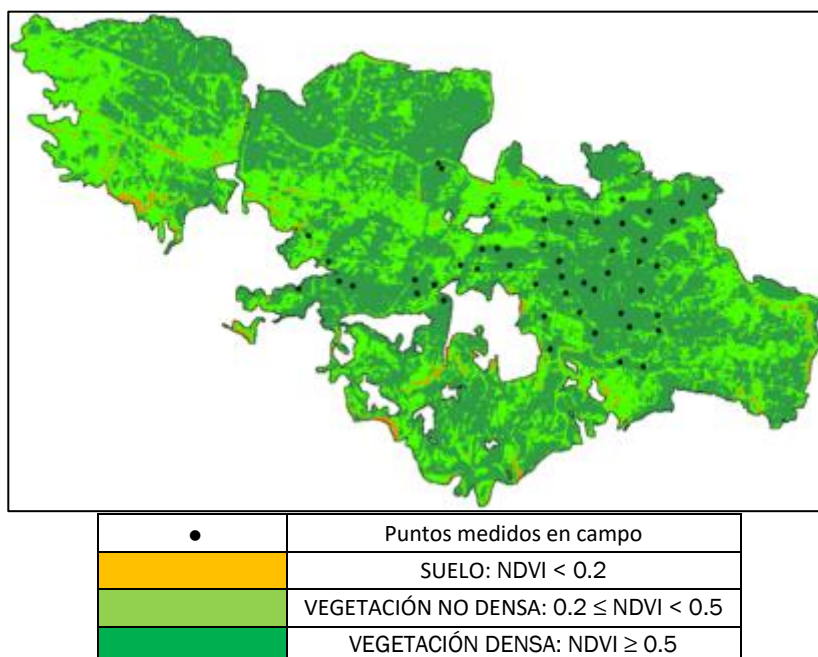 Puntos medidos en campo
SUELO: NDVI < 0.2
VEGETACIÓN NO DENSA: 0.2 ≤ NDVI < 0.5
VEGETACIÓN DENSA: NDVI ≥ 0.5